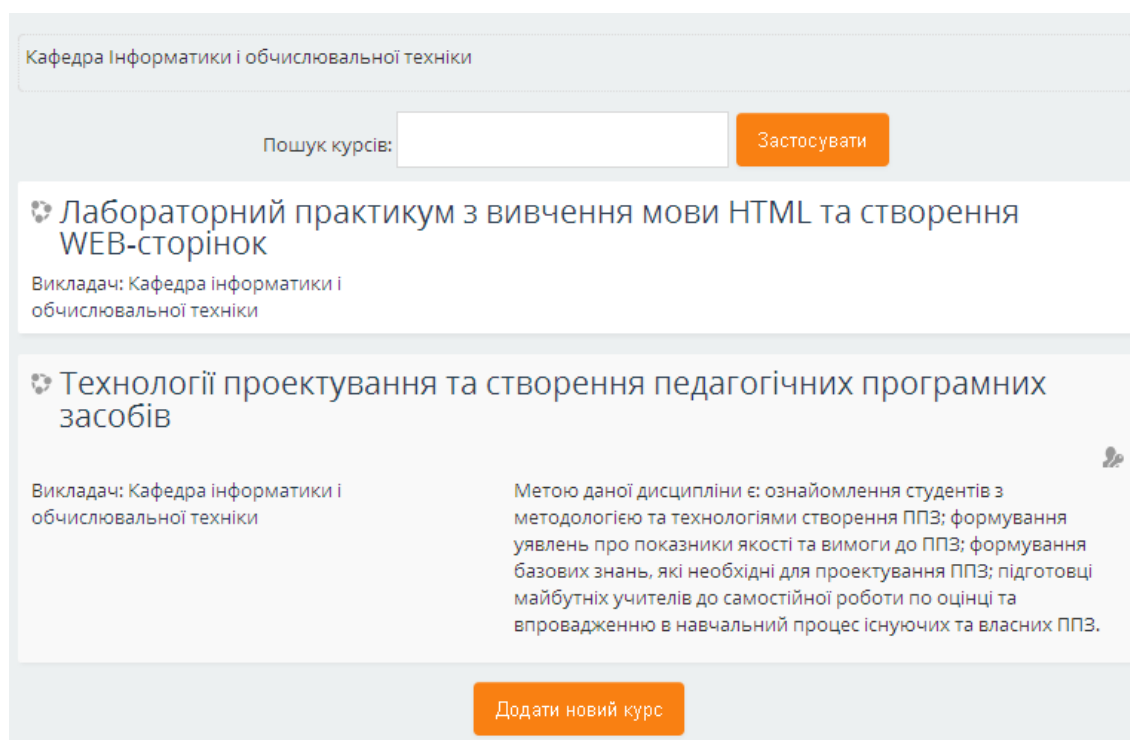 Кафедра Інформатики і обчислювальної техніки
Пошук курсів:
Застосувати
Лабораторний практикум з вивчення мови HTML та створення
WEB-сторінок
Викладач: Кафедра інформатики і
обчислювальної техніки
Технології проектування та створення педагогічних програмних
засобів
Викладач: Кафедра інформатики і
обчислювальної техніки
Метою даної дисципліни є: ознайомлення студентів з
методологією та технологіями створення ППЗ; формування
уявлень про показники якості та вимоги до ППЗ; формування
базових знань, які необхідні для проектування ППЗ; підготовці
майбутніх учителів до самостійної роботи по оцінці та
впровадженню в навчальний процес існуючих та власних ППЗ.
Додати новий курс